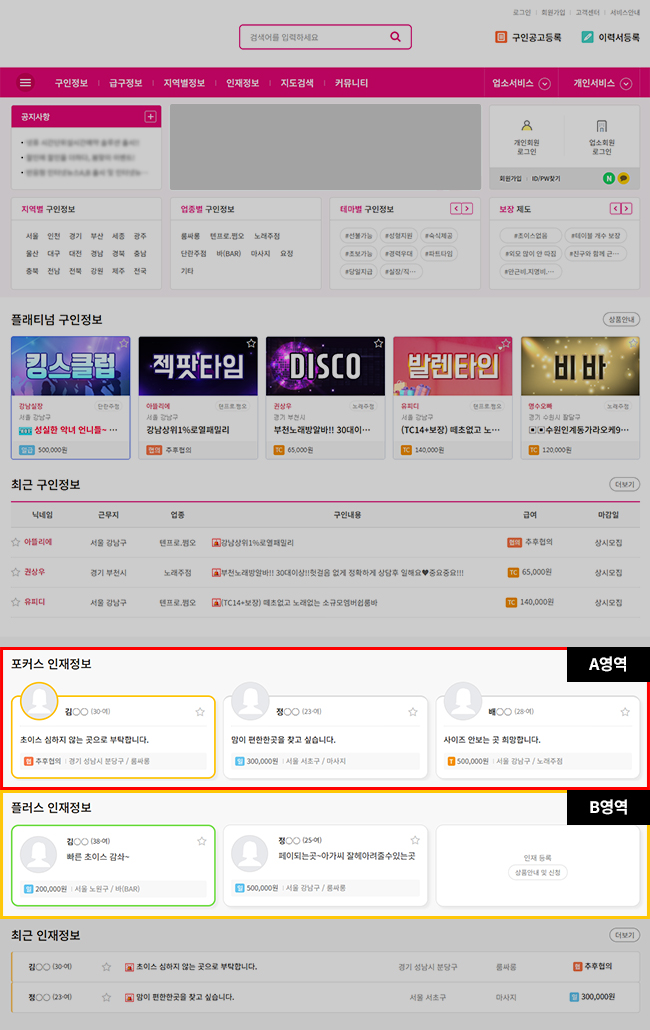 로그인 | 회원가입 | 고객센터 | 서비스안내
검색어를 입력하세요
구인공고등록 이력서등록
구인정보 | 급구정보 | 지역별정보 | 인재정보 | 지도검색 | 커뮤니티 업소서비스 개인서비스
공지사항
개인회원 로그인
업소회원 로그인
회원가입 | ID/PW찾기
지역별 구인정보
서울 인천 경기 부산 세종 광주
울산 대구 대전 경남 경북 충남
충북 전남 전북 강원 제주 전국
업종별 구인정보
룸싸롱 텐프로.쩜오 노래주점
단란주점 바(BAR) 마사지 요정
기타
테마별 구인정보
#선불가능 #성형지원 #숙식제공
#초보가능 #경력우대 #파트타임
#당일지급 #실장/직…
보장 제도
#초이스없음 #테이블 개수 보장
#외모 많이 안 따짐 #친구와 함께 근…
#만근비.지명비.…
플래티넘 구인정보
상품안내
킹스클럽
강남실장 단란주점
서울 강남구
성실한 악녀 언니들~ …
일급 500,000원
젝팟타임
아플리에 텐프로.쩜오
서울 강남구
강남상위1%로열패밀리
협의 추후협의
DISCO
권상우 노래주점
경기 부천시
부천노래방알바!! 30대이…
TC 65,000원
발렌타인
유피디 텐프로.쩜오
서울 강남구
(TC14+보장) 떼초없고 노…
TC 140,000원
비바
영수오빠 노래주점
경기 수원시 팔달구
▣▣수원인계동가라오케9…
TC 120,000원
최근 구인정보
더보기
닉네임 근무지 업종 구인내용 급여 마감일
아플리에 서울 강남구 텐프로.쩜오 강남상위1%로열패밀리 협의 추후협의 상시모집
권상우 경기 부천시 노래주점 부천노래방알바!! 30대이상!!첫걸음 없게 정확하게 상담후 일해요♥중요중요!!! TC 65,000원 상시모집
유피디 서울 강남구 텐프로.쩜오 (TC14+보장) 떼초없고 노래없는 소규모멤버쉽룸바 TC 140,000원 상시모집
포커스 인재정보
A영역
김○○ (30·여)
초이스 심하지 않는 곳으로 부탁합니다.
협 추후협의 | 경기 성남시 분당구 / 룸싸롱
정○○ (23·여)
맘이 편한한곳을 찾고 싶습니다.
일 300,000원 | 서울 서초구 / 마사지
배○○ (28·여)
사이즈 안보는 곳 희망합니다.
T 500,000원 | 서울 강남구 / 노래주점
플러스 인재정보
B영역
김○○ (38·여)
빠른 초이스 감솨~
일 200,000원 | 서울 노원구 / 바(BAR)
정○○ (25·여)
페이되는곳~아가씨 잘헤아려줄수있는곳
일 500,000원 | 서울 강남구 / 룸싸롱
인재 등록
상품안내 및 신청
최근 인재정보
더보기
김○○ (30·여) 초이스 심하지 않는 곳으로 부탁합니다. 경기 성남시 분당구 룸싸롱 협 추후협의
정○○ (23·여) 맘이 편한한곳을 찾고 싶습니다. 서울 서초구 마사지 일 300,000원